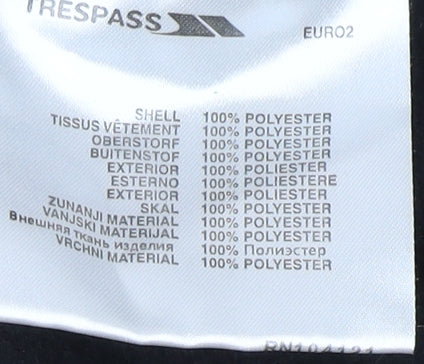 TRESPASS
EURO2
SHELL 100% POLYESTER
TISSUS VÊTEMENT 100% POLYESTER
OBERSTORF 100% POLYESTER
BUITENSTOF 100% POLYESTER
EXTERIOR 100% POLIESTER
ESTERNO 100% POLIESTERE
EXTERIOR 100% POLIESTER
SKAL 100% POLYESTER
ZUNANJI MATERIAL 100% POLYESTER
VANJSKI MATERIJAL 100% POLYESTER
Внешняя ткань изделия 100% Полиэстер
VRCHNI MATERIAL 100% POLYESTER